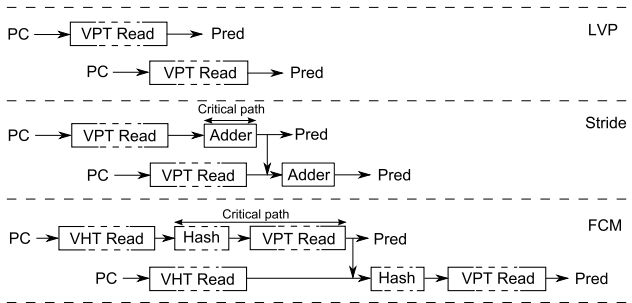 LVP
PC VPT Read Pred
PC VPT Read Pred
Stride
Critical path
PC VPT Read Adder Pred
PC VPT Read Adder Pred
FCM
Critical path
PC VHT Read Hash VPT Read Pred
PC VHT Read Hash VPT Read Pred